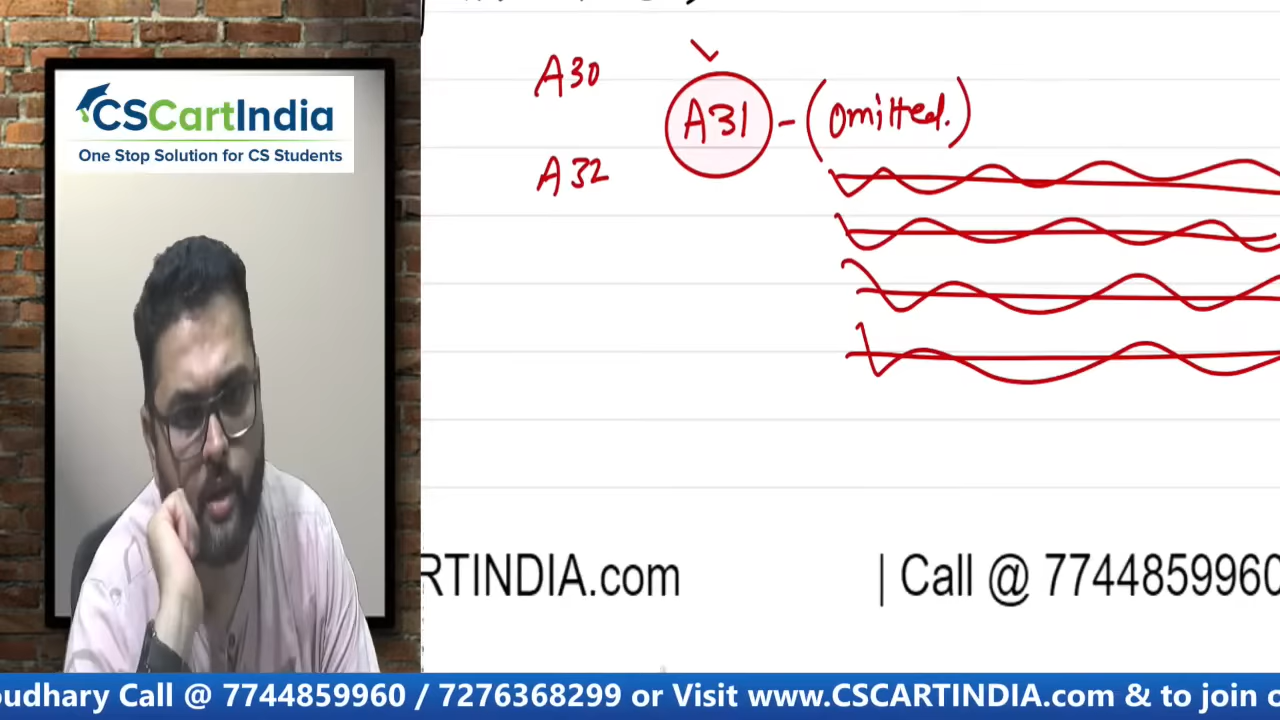 CSCartIndia
One Stop Solution for CS Students
A30
A31 - (omitted.)
A32
RTINDIA.com | Call @ 7744859960
oudhary Call @ 7744859960 / 7276368299 or Visit www.CSCARTINDIA.com & to join